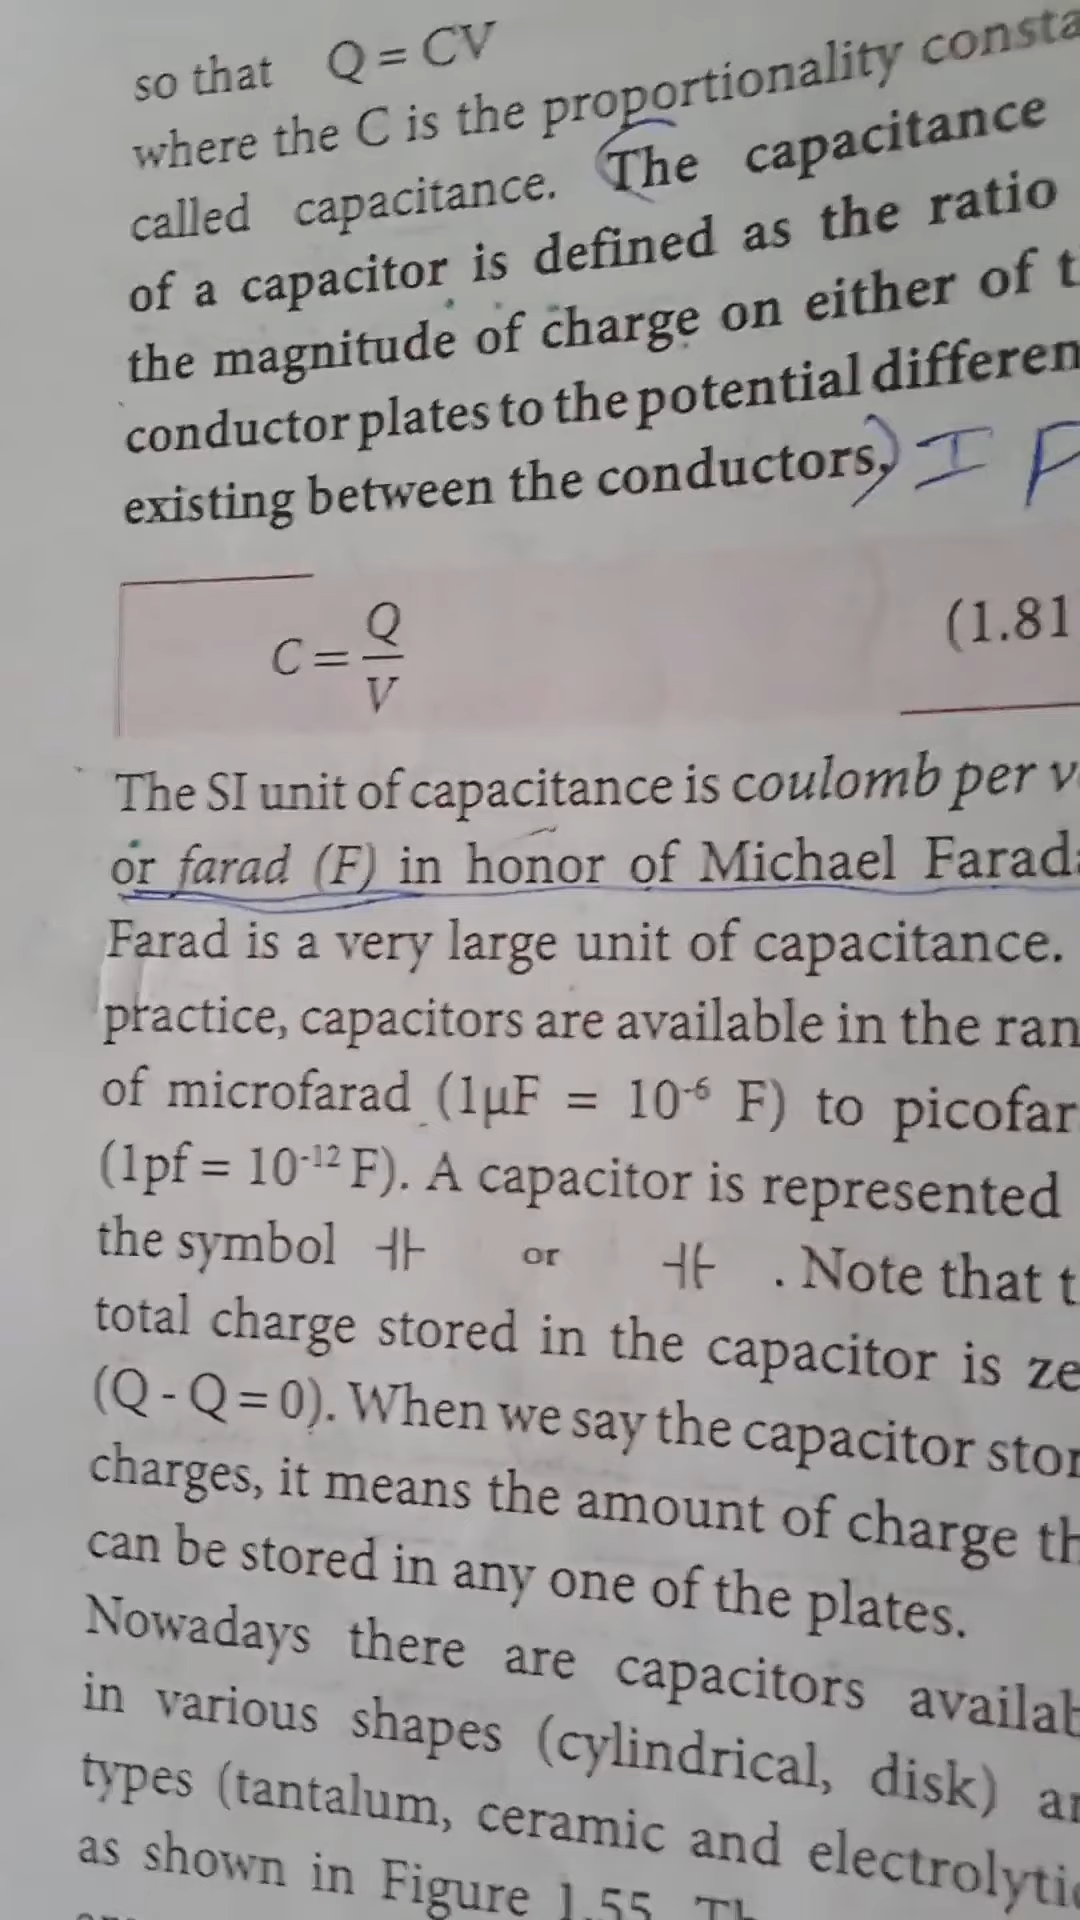 so that Q = CV
where the C is the proportionality consta
called capacitance. The capacitance
of a capacitor is defined as the ratio
the magnitude of charge on either of t
conductor plates to the potential differen
existing between the conductors.) I P
C = Q/V (1.81
The SI unit of capacitance is coulomb per v
or farad (F) in honor of Michael Farad
Farad is a very large unit of capacitance.
practice, capacitors are available in the ran
of microfarad (1μF = 10⁻⁶ F) to picofar
(1pf = 10⁻¹² F). A capacitor is represented
the symbol ⊣⊢ or ⊣⊢ . Note that t
total charge stored in the capacitor is ze
(Q - Q = 0). When we say the capacitor stor
charges, it means the amount of charge th
can be stored in any one of the plates.
Nowadays there are capacitors availab
in various shapes (cylindrical, disk) an
types (tantalum, ceramic and electrolytic
as shown in Figure 1.55. Th